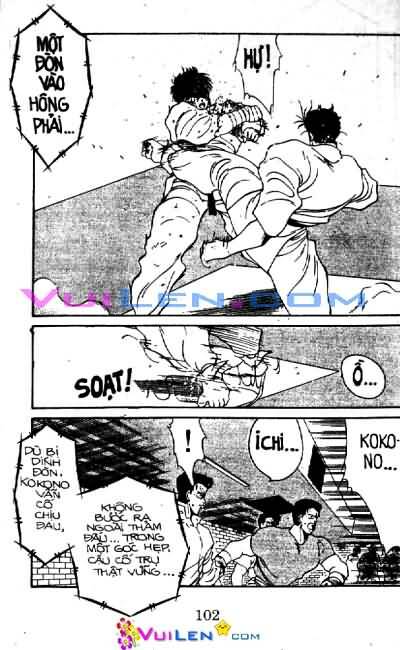 MỘT
ĐÒN
VÀO
HÔNG
PHẢI...
HỰ!
VUILEN.COM
SOẠT!
Ồ...
KOKO-
NO...
ÍCHI...
!
KHÔNG
BƯỚC RA
NGOÀI THẢM
ĐẤU... TRONG
MỘT GÓC HẸP,
CẬU CỐ TRỤ
THẬT VỮNG...
DÙ BỊ
DÍNH
ĐÒN,
KOKONO
VẪN
CỐ
CHỊU
ĐAU,
102
VUILEN
.COM